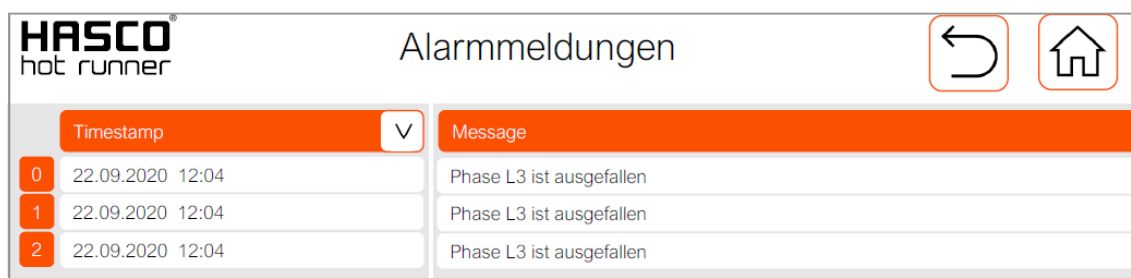 HASCO®
hot runner
Alarmmeldungen
Timestamp V Message
0 22.09.2020 12:04 Phase L3 ist ausgefallen
1 22.09.2020 12:04 Phase L3 ist ausgefallen
2 22.09.2020 12:04 Phase L3 ist ausgefallen